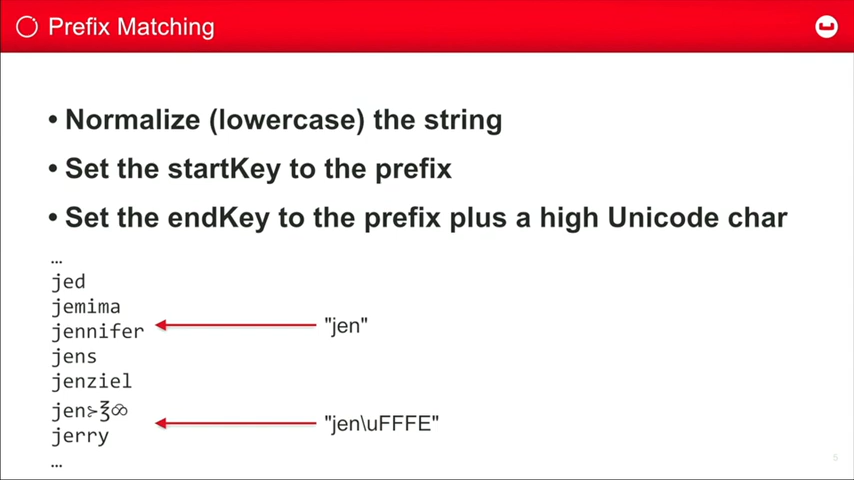 Prefix Matching
• Normalize (lowercase) the string
• Set the startKey to the prefix
• Set the endKey to the prefix plus a high Unicode char
…
jed
jemima
jennifer
"jen"
jens
jenziel
jen⊱ƺ
"jen\uFFFE"
jerry
…
5